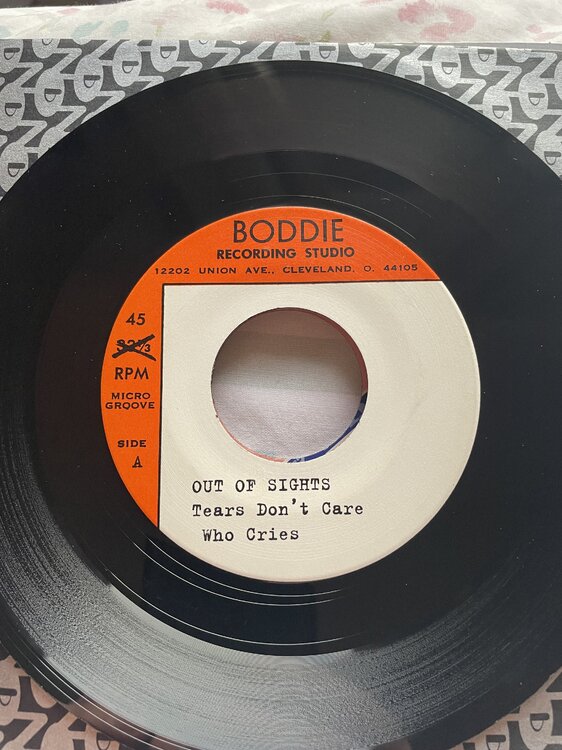 BODDIE
RECORDING STUDIO
12202 UNION AVE., CLEVELAND, O. 44105
45
33⅓
RPM
MICRO
GROOVE
SIDE
A
OUT OF SIGHTS
Tears Don't Care
Who Cries